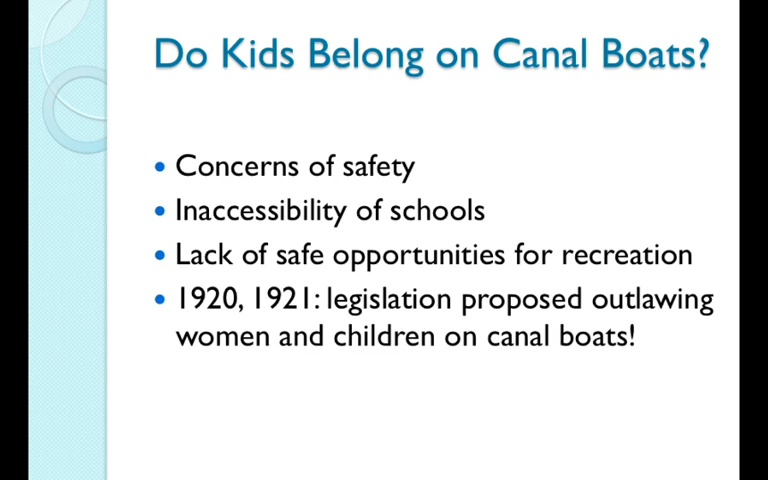 Do Kids Belong on Canal Boats?
• Concerns of safety
• Inaccessibility of schools
• Lack of safe opportunities for recreation
• 1920, 1921: legislation proposed outlawing
women and children on canal boats!